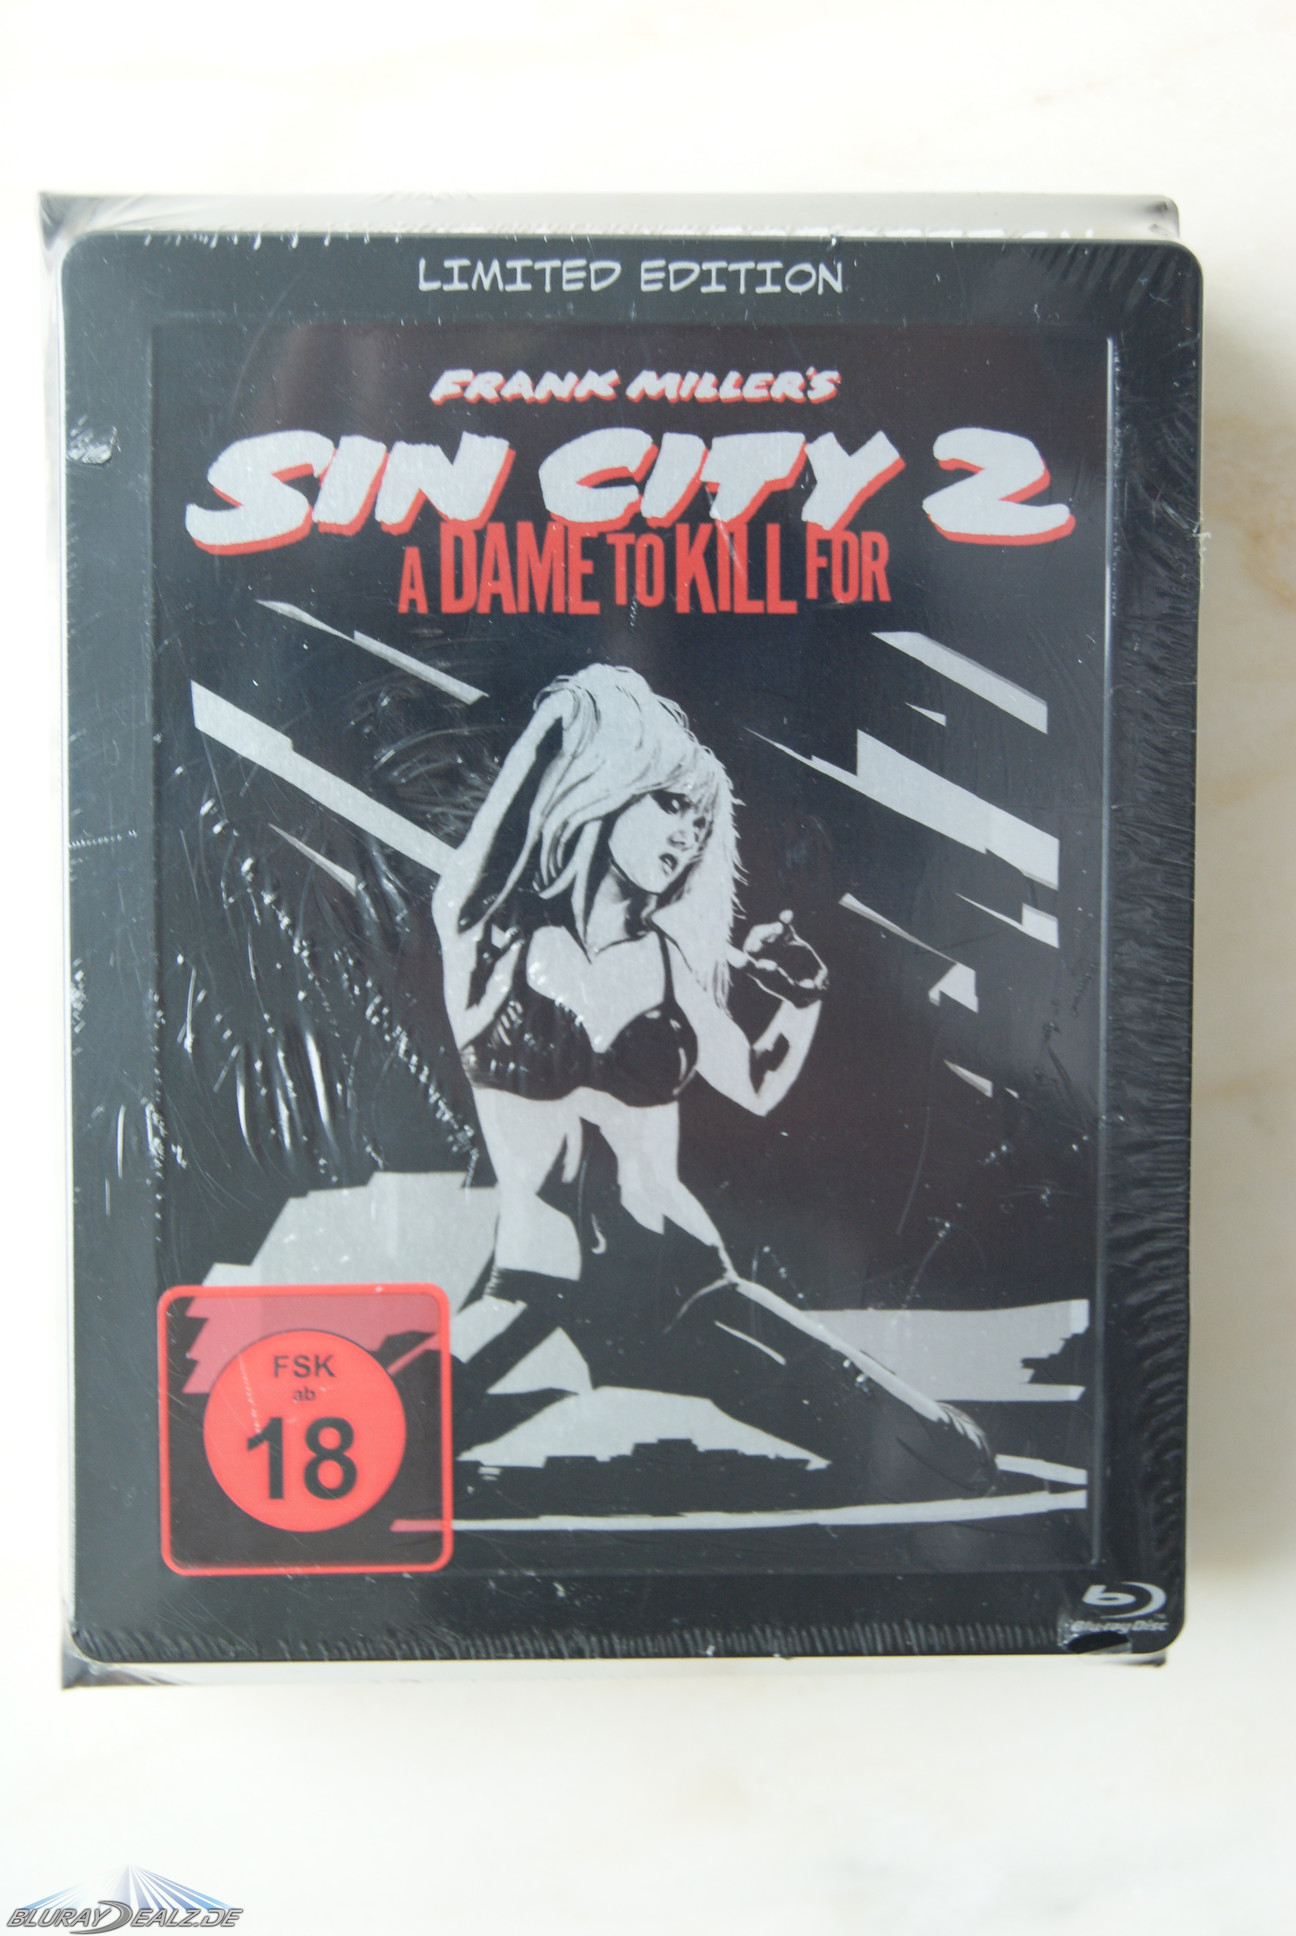 LIMITED EDITION
FRANK MILLER'S
SIN CITY 2
A DAME TO KILL FOR
FSK
ab
18
Blu-ray Disc
BLURAYDEALZ.DE